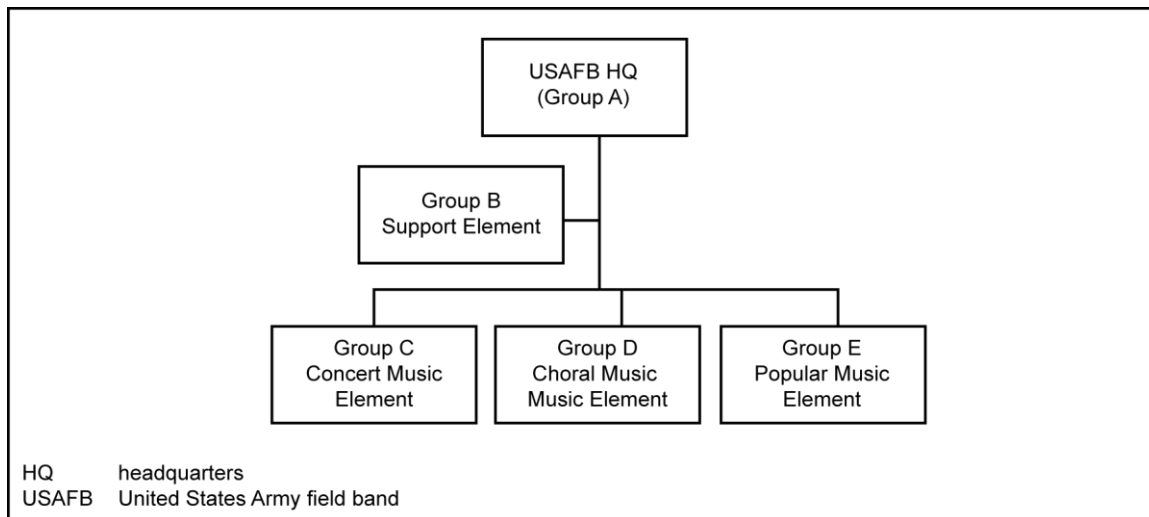 USAFB HQ
(Group A)
Group B
Support Element
Group C
Concert Music
Element
Group D
Choral Music
Music Element
Group E
Popular Music
Element
HQ headquarters
USAFB United States Army field band